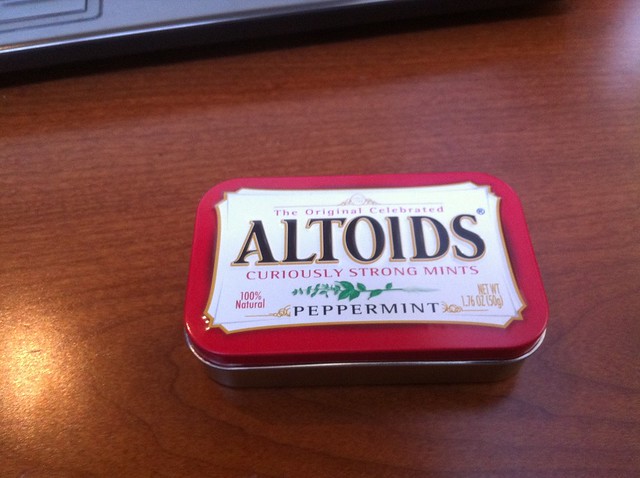 The Original Celebrated
ALTOIDS®
CURIOUSLY STRONG MINTS
100%
Natural
NET WT
1.76 OZ (50g)
PEPPERMINT